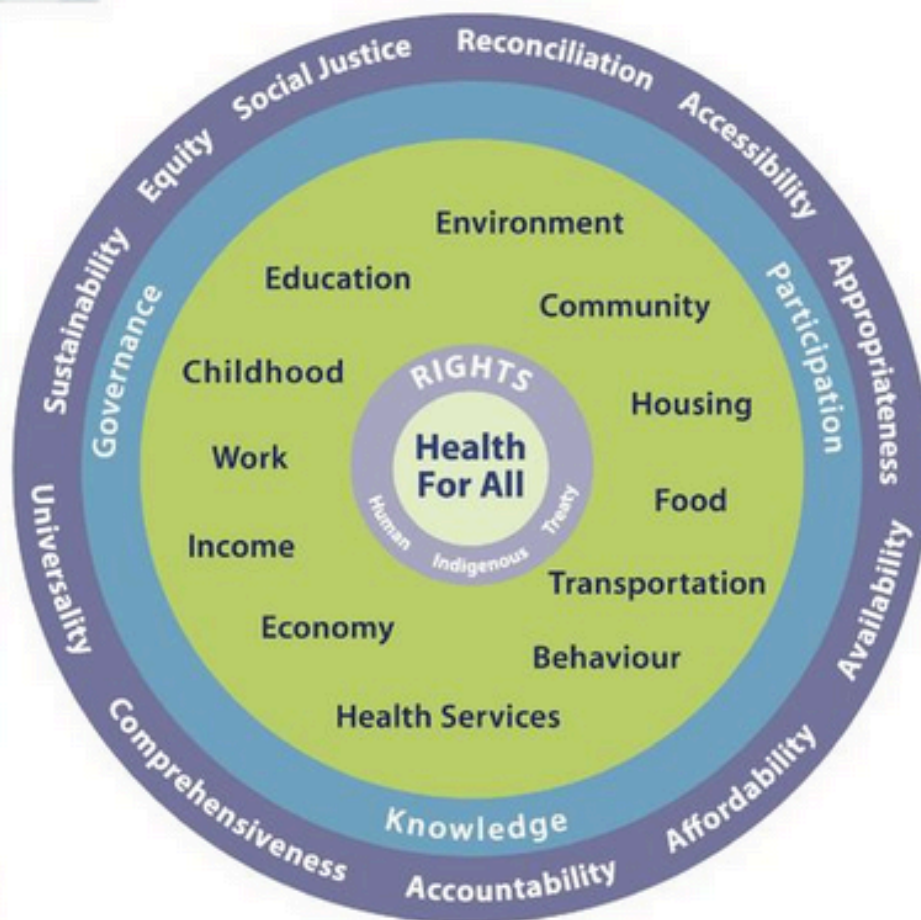 Social Justice
Reconciliation
Accessibility
Appropriateness
Availability
Affordability
Accountability
Comprehensiveness
Universality
Sustainability
Equity
Governance
Participation
Knowledge
Environment
Education
Community
Childhood
Housing
Work
Food
Income
Transportation
Economy
Behaviour
Health Services
RIGHTS
Health
For All
Human
Indigenous
Treaty